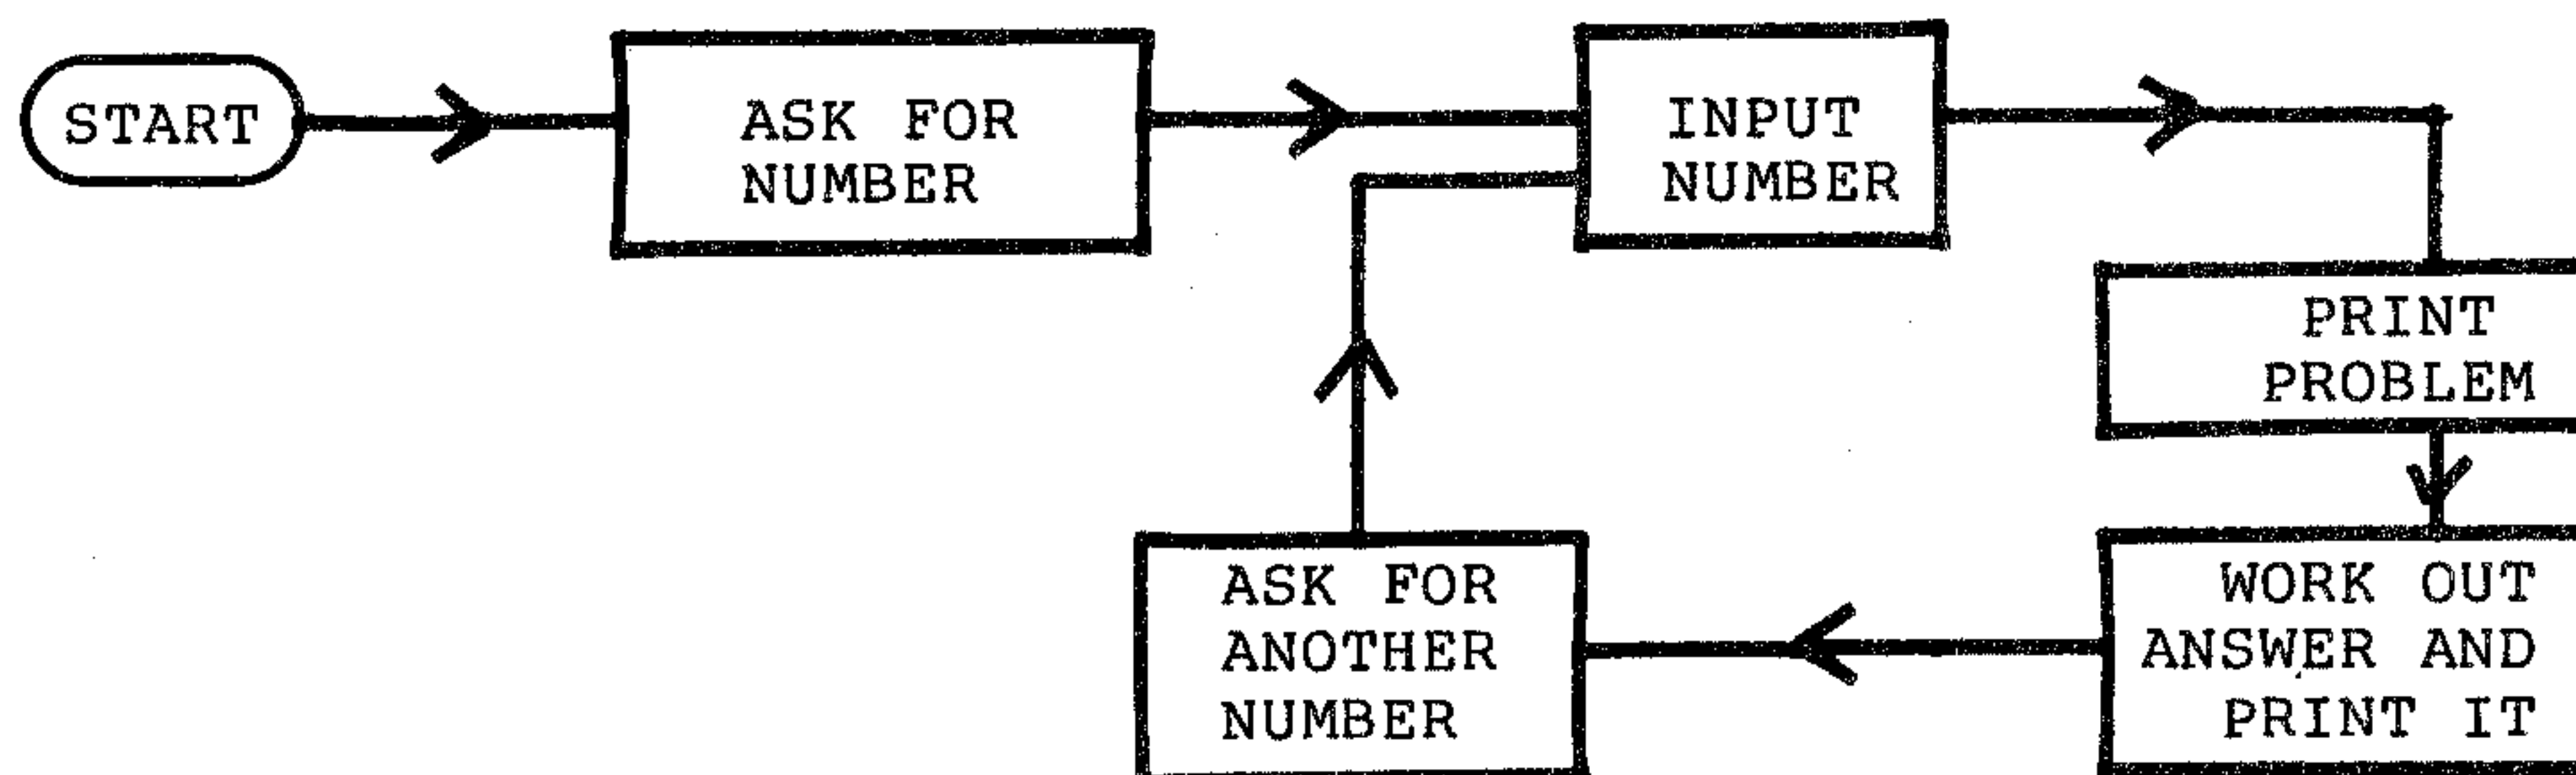 START
ASK FOR
NUMBER
INPUT
NUMBER
PRINT
PROBLEM
WORK OUT
ANSWER AND
PRINT IT
ASK FOR
ANOTHER
NUMBER